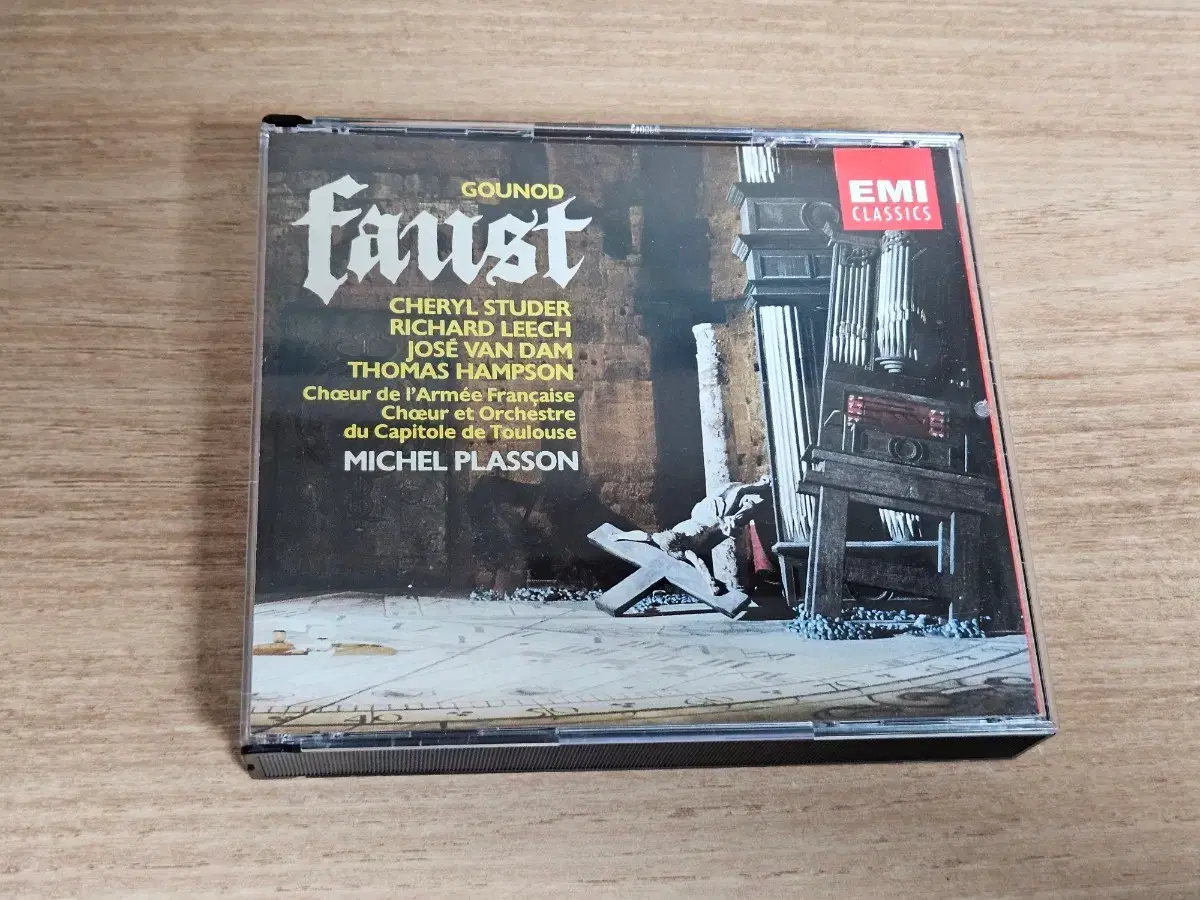 GOUNOD
faust
CHERYL STUDER
RICHARD LEECH
JOSÉ VAN DAM
THOMAS HAMPSON
Chœur de l'Armée Française
Chœur et Orchestre
du Capitole de Toulouse
MICHEL PLASSON
EMI
CLASSICS